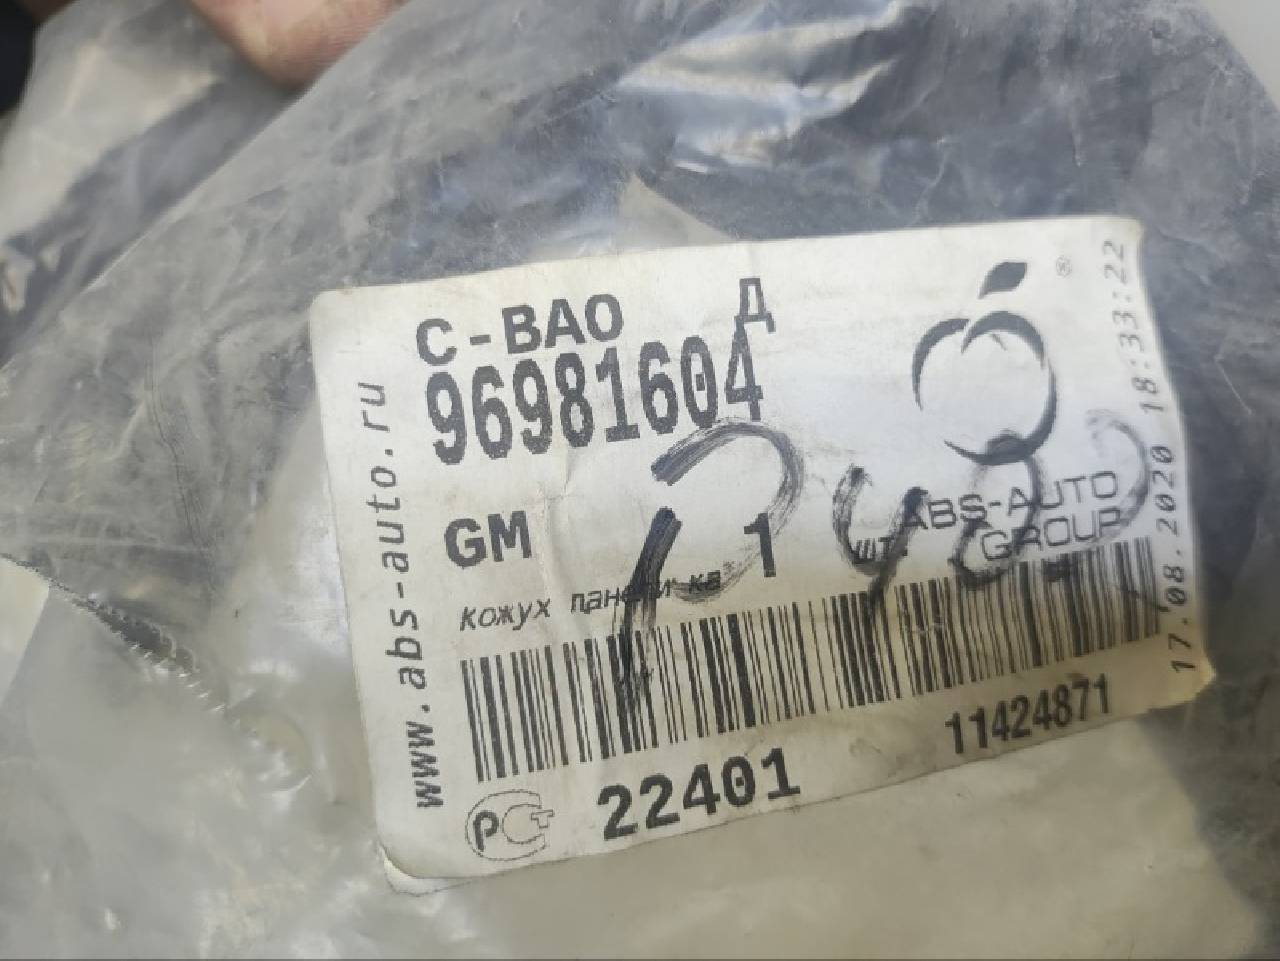 С-ВАО Д
96981604
GM 1 шт.
кожух панели ка
22401
11424871
www.abs-auto.ru
®
ABS-AUTO
GROUP
17.08.2020 18:33:22
РСТ